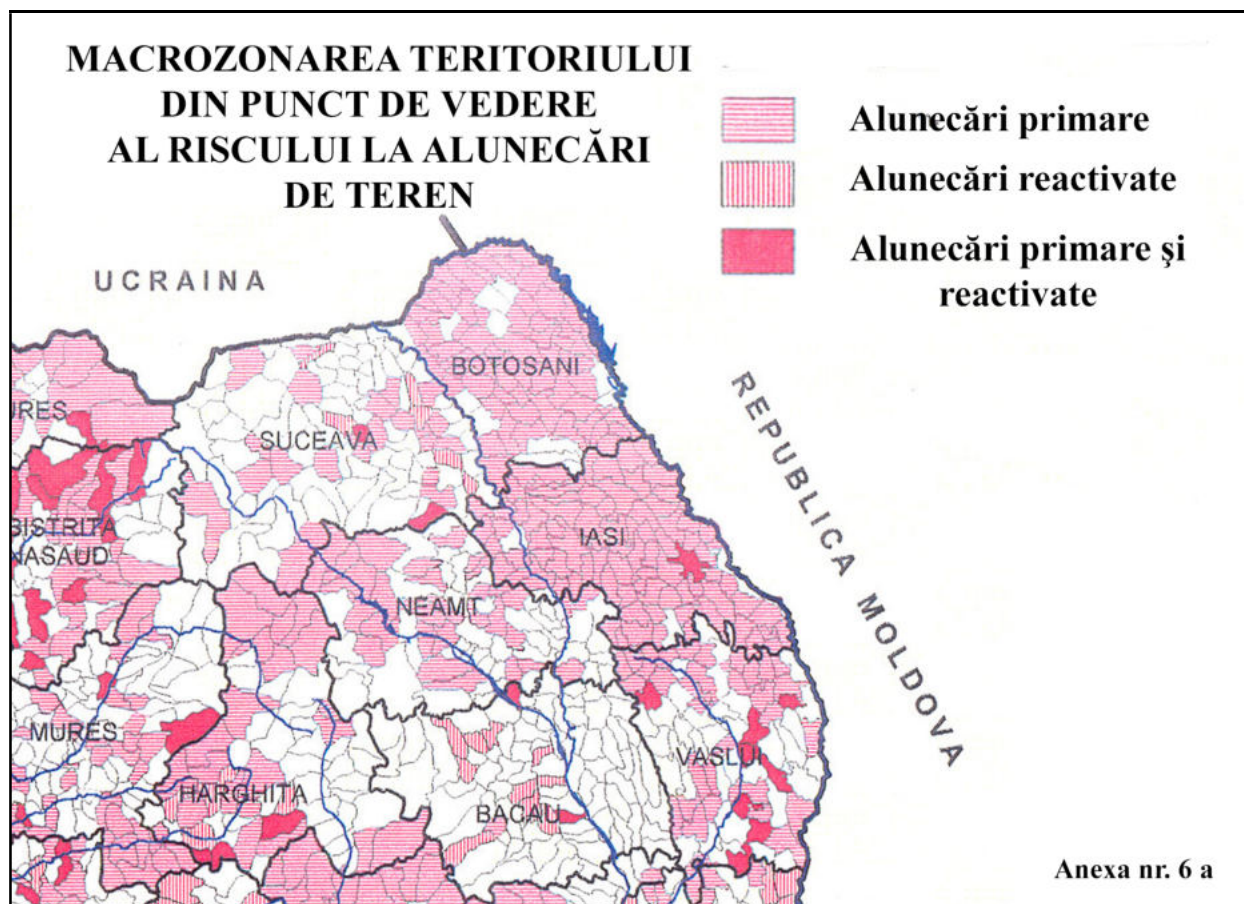 MACROZONAREA TERITORIULUI
DIN PUNCT DE VEDERE
AL RISCULUI LA ALUNECĂRI
DE TEREN
Alunecări primare
Alunecări reactivate
Alunecări primare şi
reactivate
UCRAINA
BOTOSANI
REPUBLICA MOLDOVA
URES
SUCEAVA
BISTRITA
NASAUD
IASI
NEAMT
MURES
VASLUI
HARGHITA
BACAU
Anexa nr. 6 a